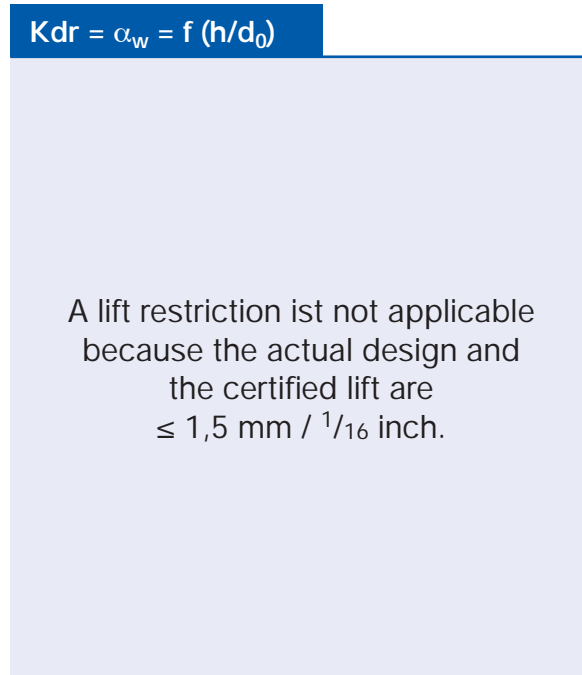 Kdr = αw = f (h/d0)
A lift restriction ist not applicable
because the actual design and
the certified lift are
≤ 1,5 mm / 1/16 inch.